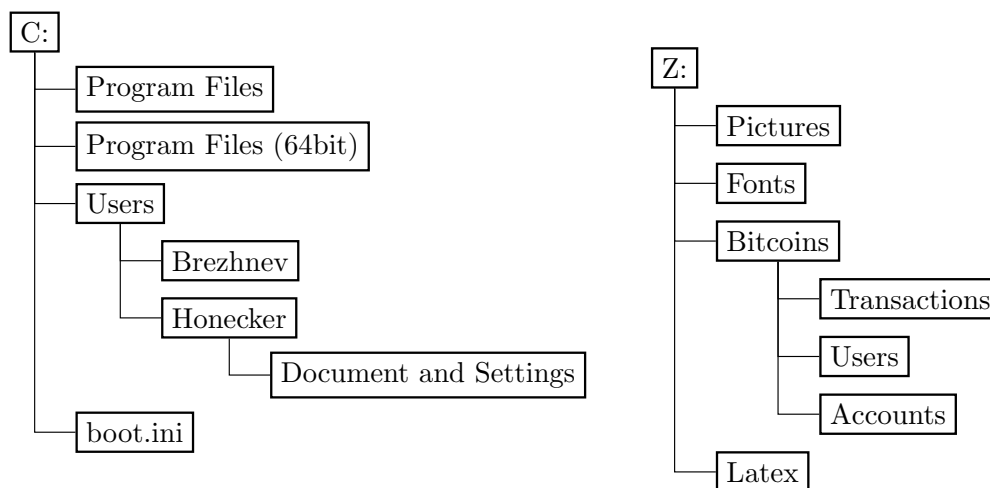 C:
Program Files
Program Files (64bit)
Users
Brezhnev
Honecker
Document and Settings
boot.ini
Z:
Pictures
Fonts
Bitcoins
Transactions
Users
Accounts
Latex